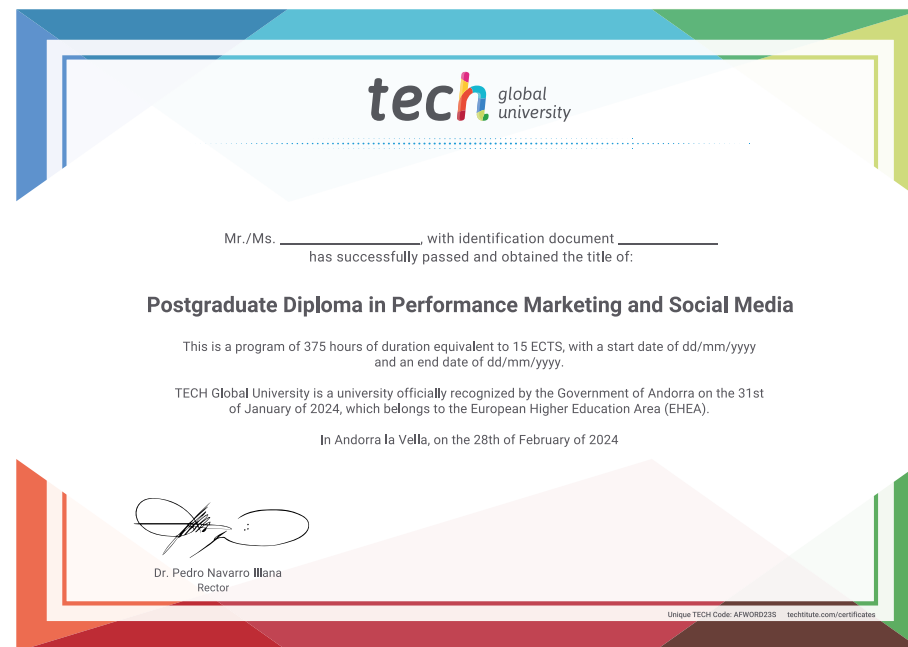 tech global
university
Mr./Ms. ____________________, with identification document ______________
has successfully passed and obtained the title of:
Postgraduate Diploma in Performance Marketing and Social Media
This is a program of 375 hours of duration equivalent to 15 ECTS, with a start date of dd/mm/yyyy
and an end date of dd/mm/yyyy.
TECH Global University is a university officially recognized by the Government of Andorra on the 31st
of January of 2024, which belongs to the European Higher Education Area (EHEA).
In Andorra la Vella, on the 28th of February of 2024
Dr. Pedro Navarro Illana
Rector
Unique TECH Code: AFWORD23S techtitute.com/certificates